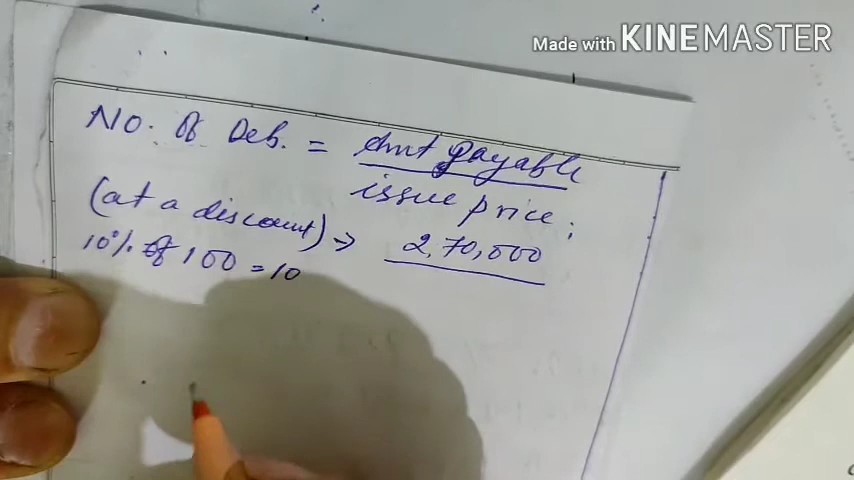 Made with KINEMASTER
No. of Deb. = Amt payable
issue price;
(at a discount) => 2,70,000
10% of 100 = 10